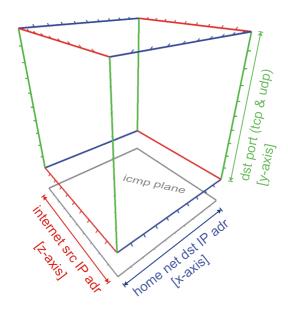 dst port (tcp & udp)
[y-axis]
icmp plane
internet src IP adr
[z-axis]
home net dst IP adr
[x-axis]